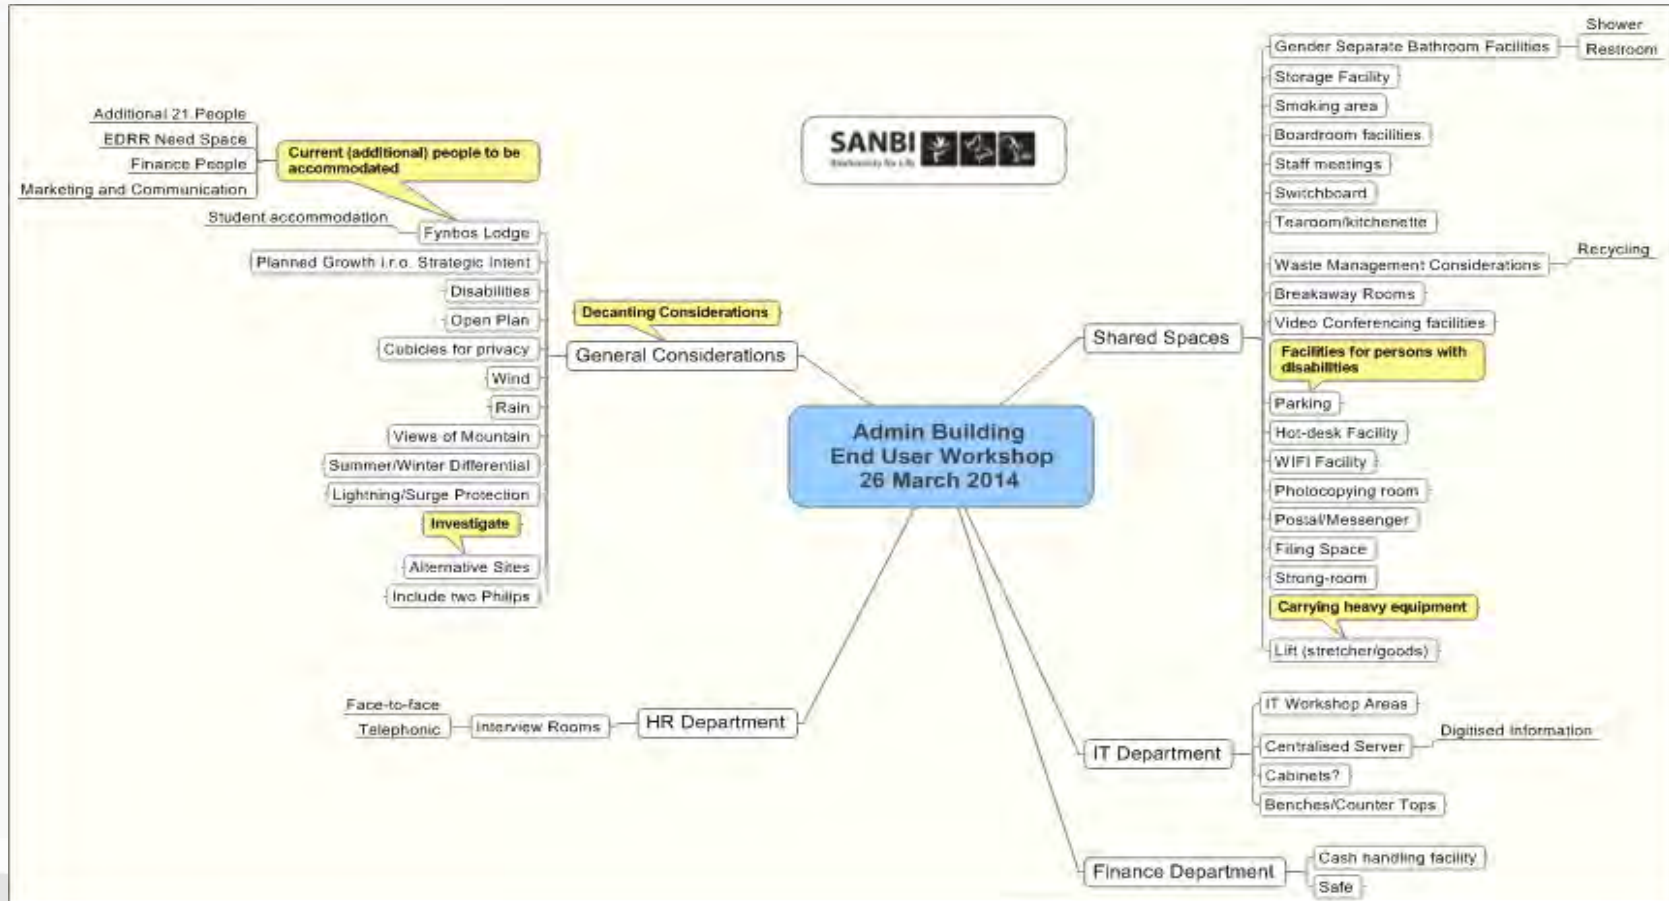 SANBI
Biodiversity for Life
Admin Building
End User Workshop
26 March 2014
Shared Spaces
Gender Separate Bathroom Facilities
Shower
Restroom
Storage Facility
Smoking area
Boardroom facilities
Staff meetings
Switchboard
Tearoom/kitchenette
Waste Management Considerations
Recycling
Breakaway Rooms
Video Conferencing facilities
Facilities for persons with
disabilities
Parking
Hot-desk Facility
WIFI Facility
Photocopying room
Postal/Messenger
Filing Space
Strong-room
Carrying heavy equipment
Lift (stretcher/goods)
IT Department
IT Workshop Areas
Centralised Server
Digitised Information
Cabinets?
Benches/Counter Tops
Finance Department
Cash handling facility
Safe
HR Department
Interview Rooms
Face-to-face
Telephonic
Decanting Considerations
General Considerations
Current (additional) people to be
accommodated
Additional 21 People
EDRR Need Space
Finance People
Marketing and Communication
Fynbos Lodge
Student accommodation
Planned Growth i.r.o. Strategic Intent
Disabilities
Open Plan
Cubicles for privacy
Wind
Rain
Views of Mountain
Summer/Winter Differential
Lightning/Surge Protection
Investigate
Alternative Sites
Include two Philips